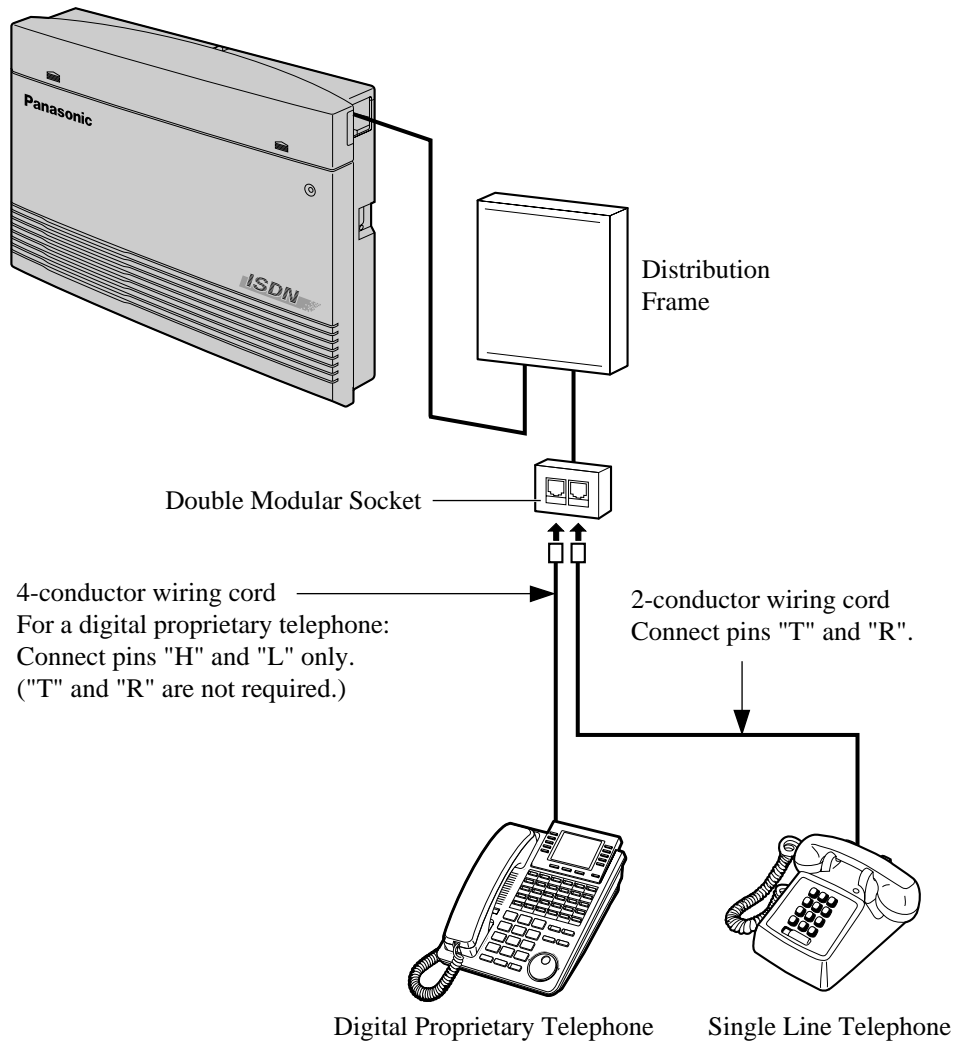 Panasonic
ISDN
Distribution
Frame
Double Modular Socket
4-conductor wiring cord
For a digital proprietary telephone:
Connect pins "H" and "L" only.
("T" and "R" are not required.)
2-conductor wiring cord
Connect pins "T" and "R".
Digital Proprietary Telephone
Single Line Telephone